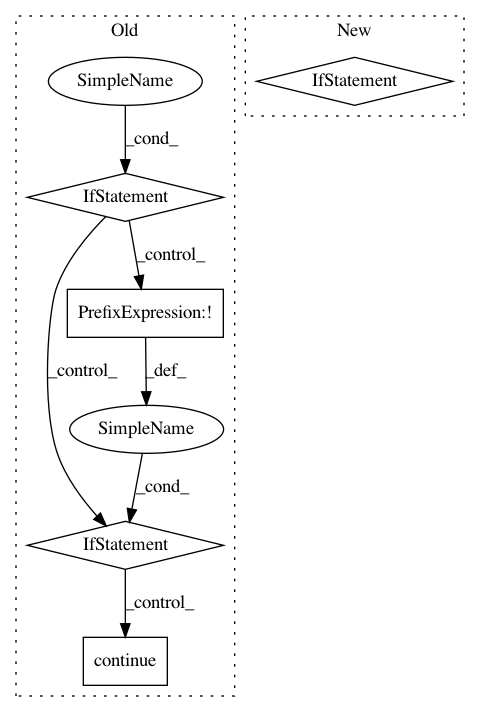 Old
New
SimpleName
IfStatement
_cond_
IfStatement
_control_
PrefixExpression:!
_control_
_def_
SimpleName
_cond_
IfStatement
_control_
continue